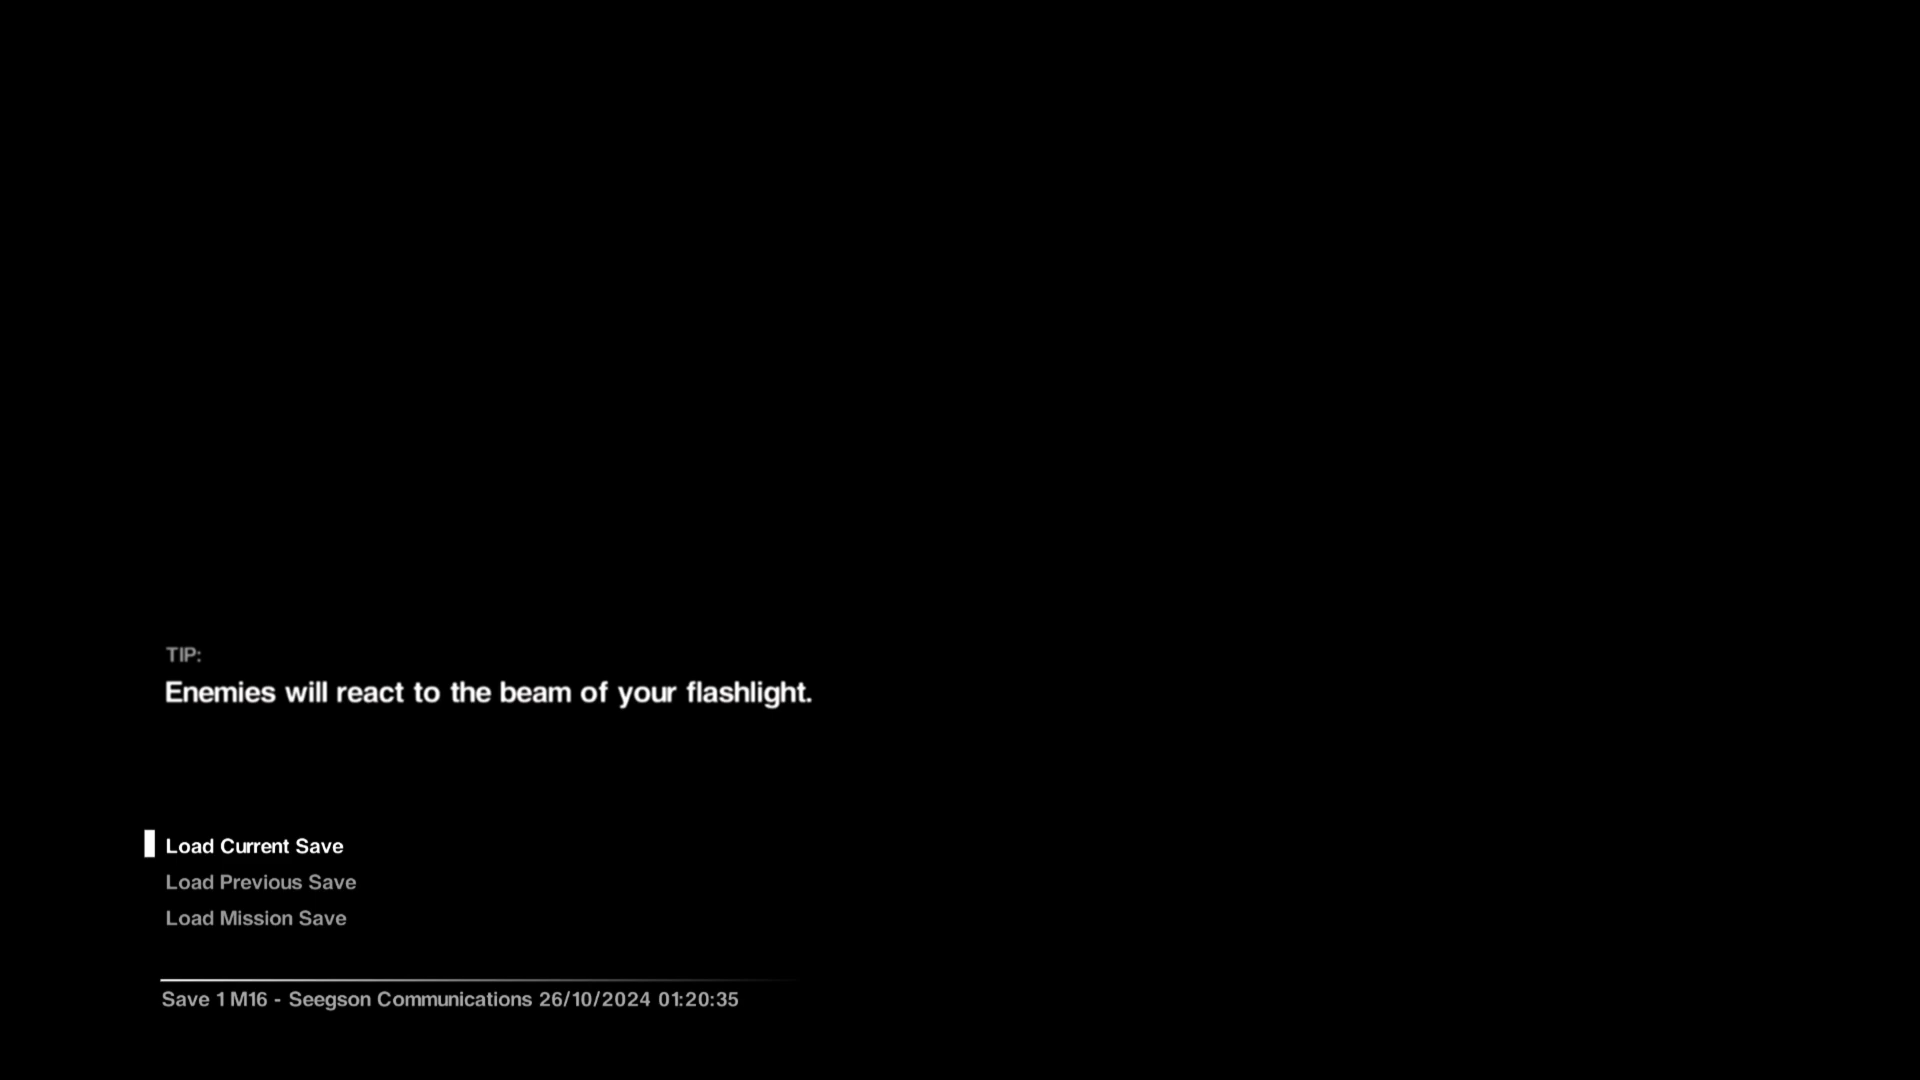 TIP:
Enemies will react to the beam of your flashlight.
Load Current Save
Load Previous Save
Load Mission Save
Save 1 M16 - Seegson Communications 26/10/2024 01:20:35